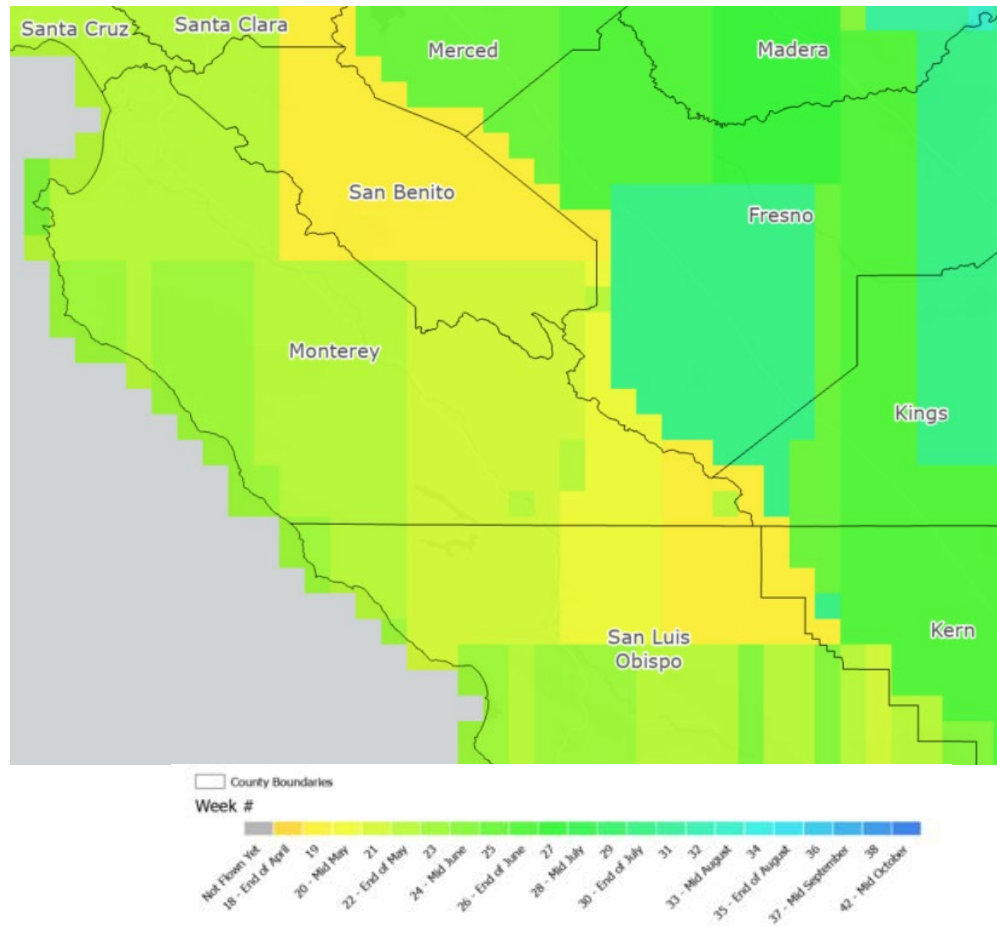 Santa Cruz
Santa Clara
Merced
Madera
San Benito
Fresno
Monterey
Kings
San Luis
Obispo
Kern
County Boundaries
Week #
Not Flown Yet
18 - End of April
19
20 - Mid May
21
22 - End of May
23
24 - Mid June
25
26 - End of June
27
28 - Mid July
29
30 - End of July
31
32
33 - Mid August
34
35 - End of August
36
37 - Mid September
38
42 - Mid October